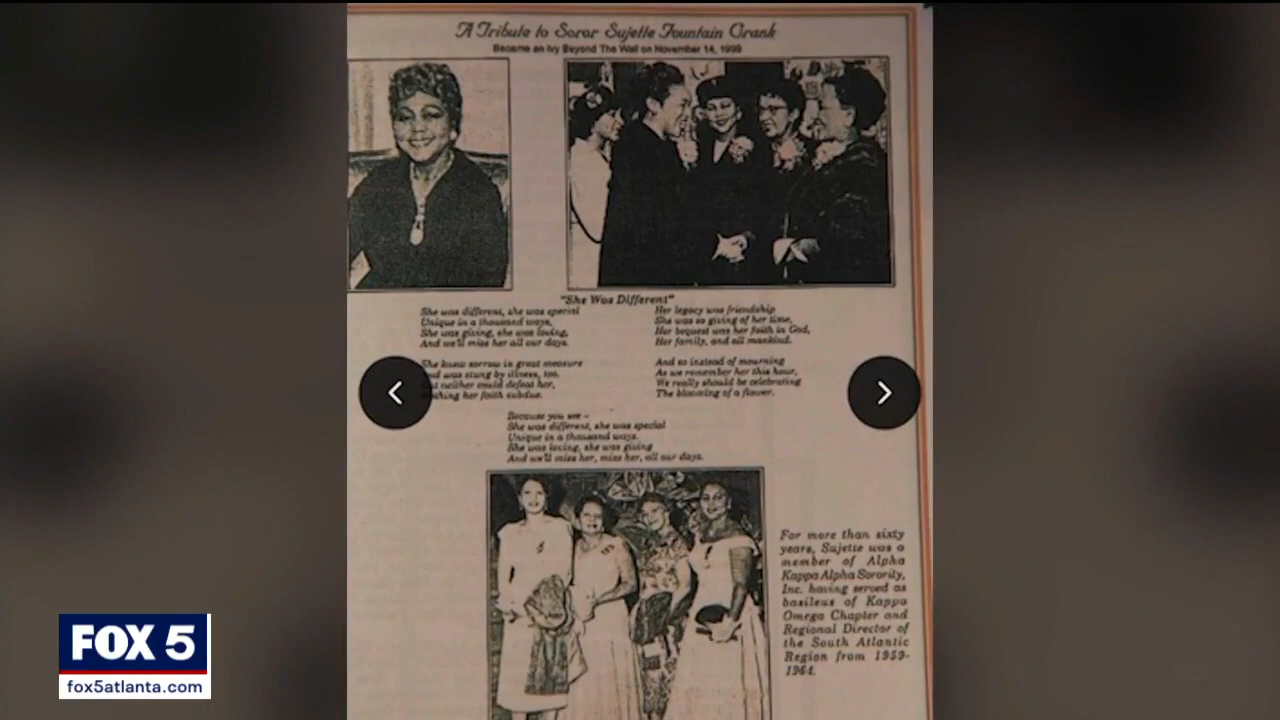 A Tribute to Soror Sujette Fountain Crank
Became an Ivy Beyond The Wall on November 14, 1999
"She Was Different"
She was different, she was special
Unique in a thousand ways,
She was giving, she was loving,
And we'll miss her all our days.
She knew sorrow in great measure
and was stung by illness, too.
But neither could defeat her,
Nothing her faith subdue.
Her legacy was friendship
She was so giving of her time,
Her bequest was her faith in God,
Her family, and all mankind.
And so instead of mourning
As we remember her this hour,
We really should be celebrating
The blooming of a flower.
Because you see -
She was different, she was special
Unique in a thousand ways.
She was loving, she was giving
And we'll miss her, miss her, all our days.
For more than sixty
years, Sujette was a
member of Alpha
Kappa Alpha Sorority,
Inc. having served as
basileus of Kappa
Omega Chapter and
Regional Director of
the South Atlantic
Region from 1959-
1964.
FOX 5
fox5atlanta.com